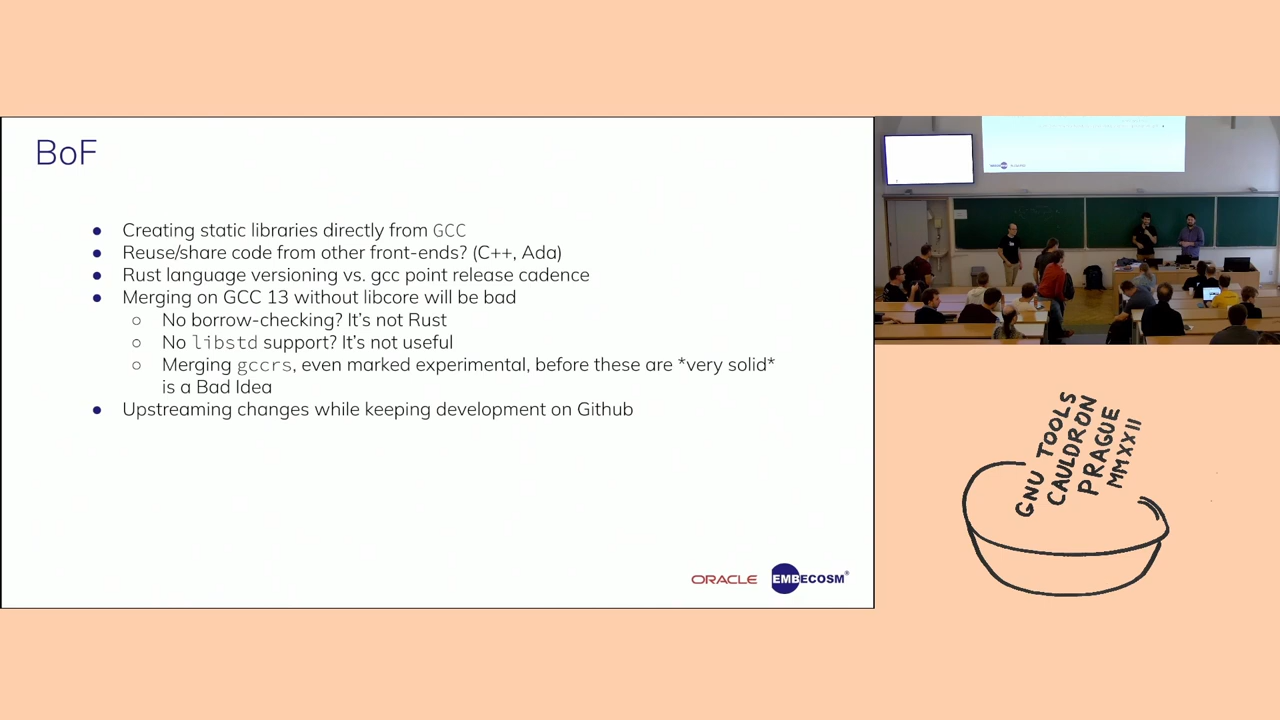 BoF
Creating static libraries directly from GCC
Reuse/share code from other front-ends? (C++, Ada)
Rust language versioning vs. gcc point release cadence
Merging on GCC 13 without libcore will be bad
No borrow-checking? It's not Rust
No libstd support? It's not useful
Merging gccrs, even marked experimental, before these are *very solid*
is a Bad Idea
Upstreaming changes while keeping development on Github
ORACLE
EMBECOSM®
GNU TOOLS
CAULDRON
PRAGUE
MMXXII